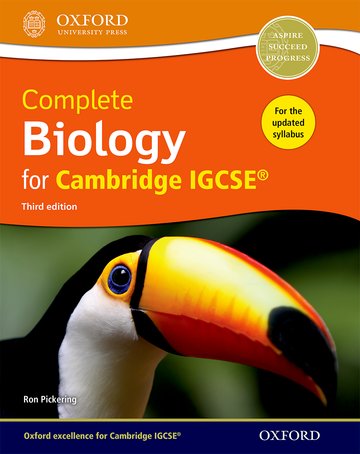 OXFORD
UNIVERSITY PRESS
ASPIRE
SUCCEED
PROGRESS
Complete
Biology
for Cambridge IGCSE®
Third edition
For the
updated
syllabus
Ron Pickering
Oxford excellence for Cambridge IGCSE®
OXFORD